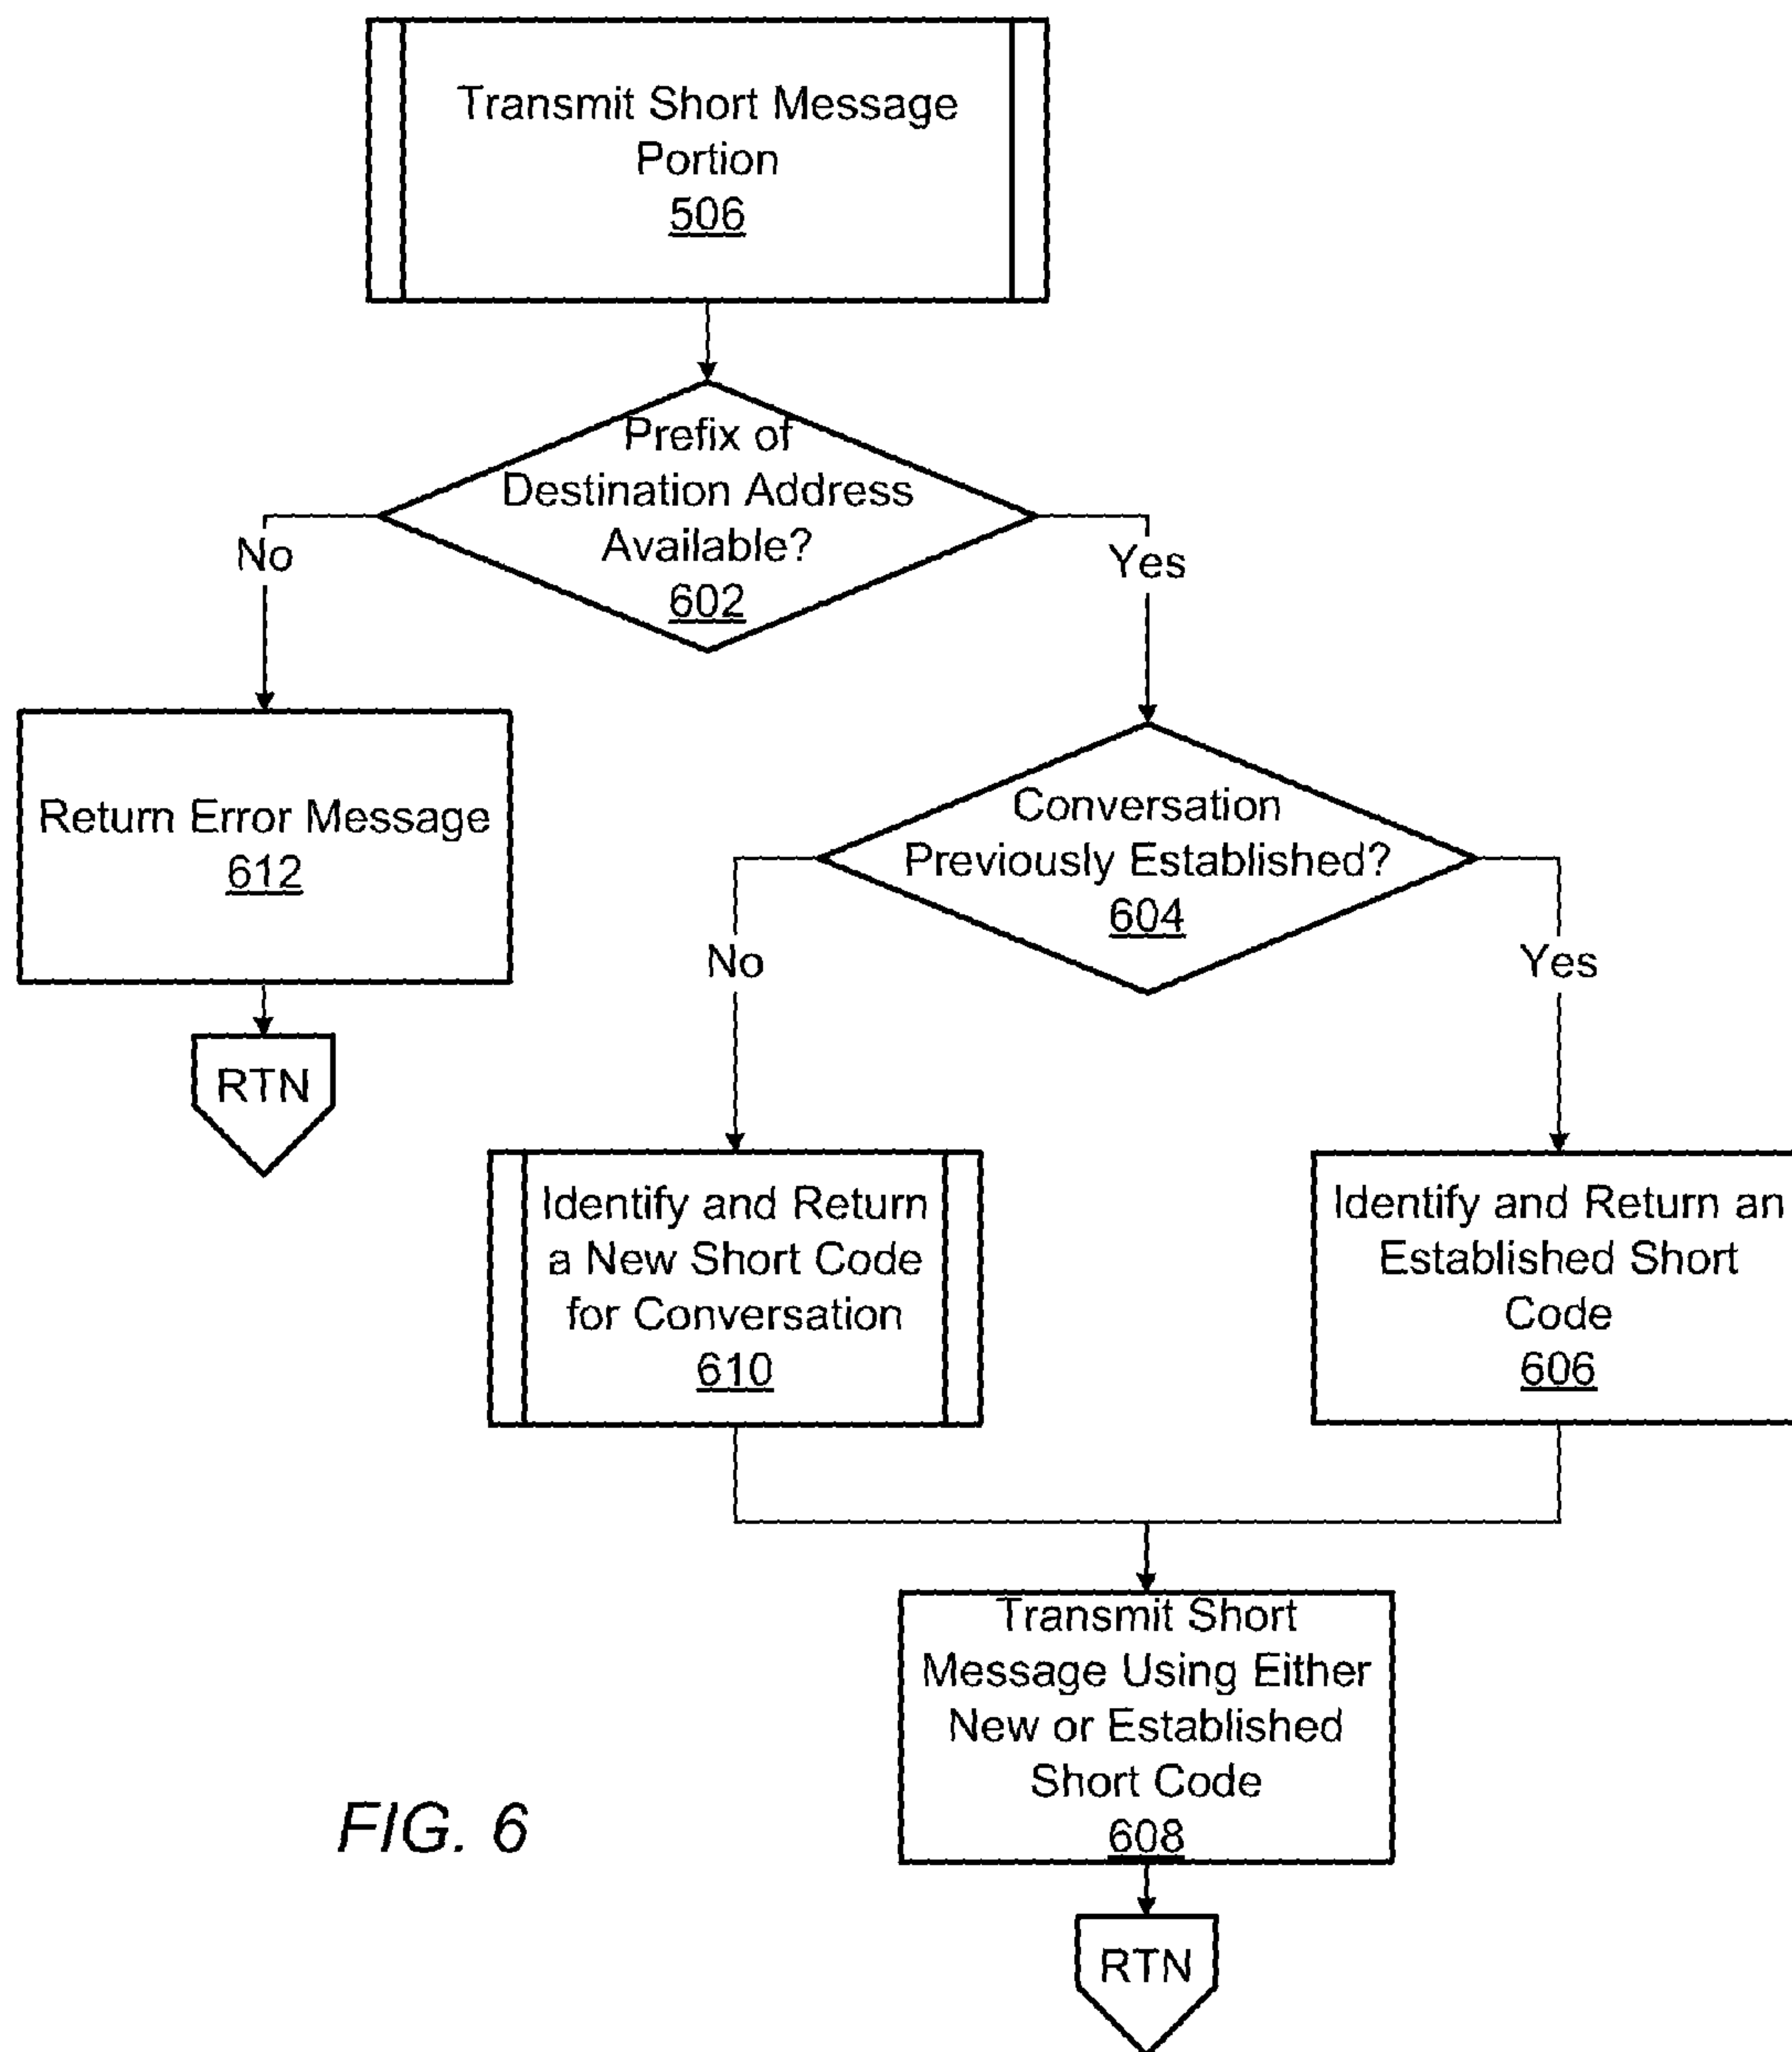 Transmit Short Message
Portion
506
Prefix of
Destination Address
Available?
602
No
Yes
Return Error Message
612
RTN
Conversation
Previously Established?
604
No
Yes
Identify and Return
a New Short Code
for Conversation
610
Identify and Return an
Established Short
Code
606
Transmit Short
Message Using Either
New or Established
Short Code
608
RTN
FIG. 6